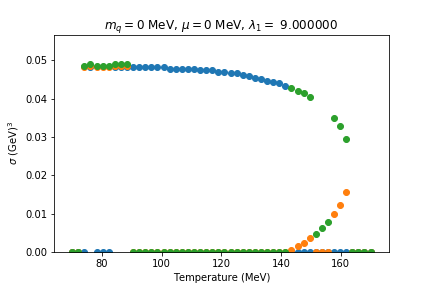 $m_q = 0$ MeV, $\mu = 0$ MeV, $\lambda_1 =$ 9.000000
σ (GeV)³
0.05
0.04
0.03
0.02
0.01
0.00
80 100 120 140 160
Temperature (MeV)